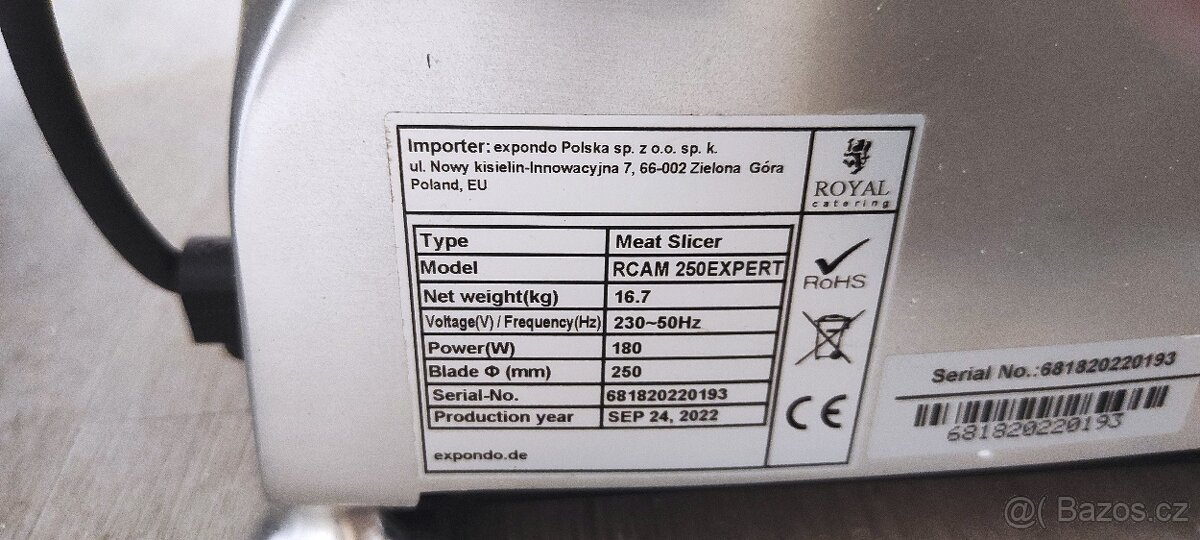 Importer: expondo Polska sp. z o.o. sp. k.
ul. Nowy kisielin-Innowacyjna 7, 66-002 Zielona Góra
Poland, EU
ROYAL
catering
Type Meat Slicer
Model RCAM 250EXPERT
Net weight(kg) 16.7
Voltage(V) / Frequency(Hz) 230~50Hz
Power(W) 180
Blade Φ (mm) 250
Serial-No. 681820220193
Production year SEP 24, 2022
expondo.de
RoHS
CE
Serial No.:681820220193
681820220193
@( Bazos.cz